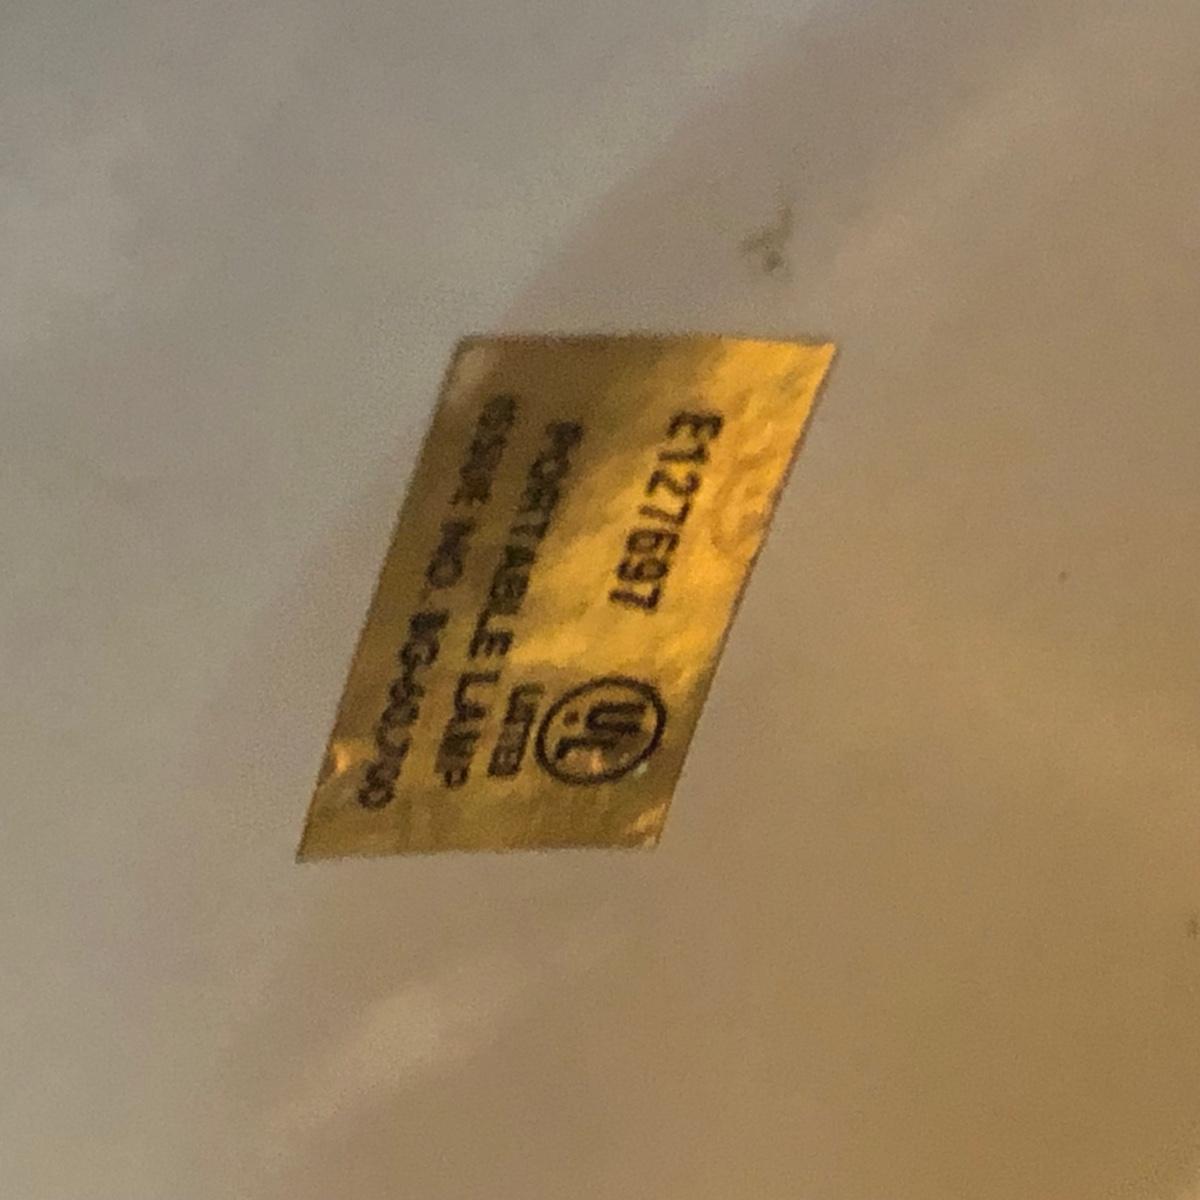 E127697
UL
LISTED
PORTABLE LAMP
ISSUE NO.